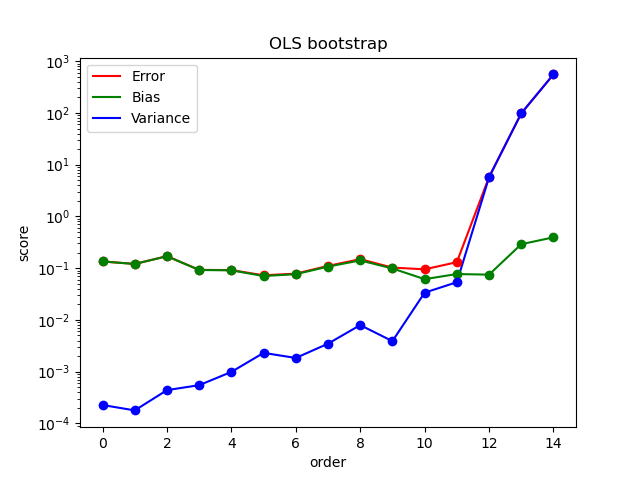 OLS bootstrap
Error
Bias
Variance
score
10³
10²
10¹
10⁰
10⁻¹
10⁻²
10⁻³
10⁻⁴
0 2 4 6 8 10 12 14
order